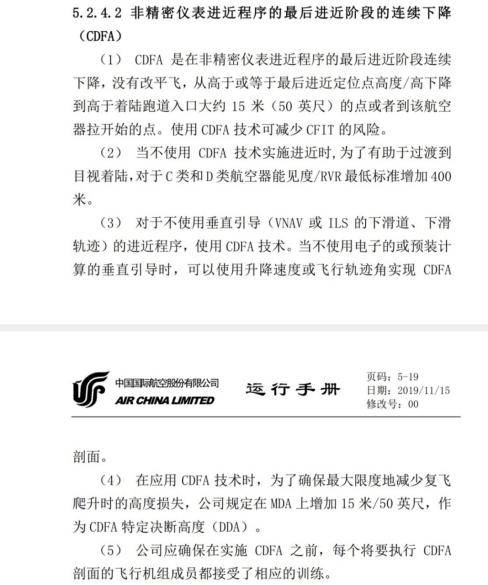 5.2.4.2 非精密仪表进近程序的最后进近阶段的连续下降
（CDFA）
（1） CDFA 是在非精密仪表进近程序的最后进近阶段连续
下降，没有改平飞，从高于或等于最后进近定位点高度/高下降
到高于着陆跑道入口大约 15 米（50 英尺）的点或者到该航空
器拉开始的点。使用 CDFA 技术可减少 CFIT 的风险。
（2） 当不使用 CDFA 技术实施进近时,为了有助于过渡到
目视着陆,对于 C 类和 D 类航空器能见度/RVR 最低标准增加 400
米。
（3） 对于不使用垂直引导（VNAV 或 ILS 的下滑道、下滑
轨迹）的进近程序，使用 CDFA 技术。当不使用电子的或预装计
算的垂直引导时，可以使用升降速度或飞行轨迹角实现 CDFA
中国国际航空股份有限公司
AIR CHINA LIMITED
运行手册
页码：5-19
日期：2019/11/15
修改号：00
剖面。
（4） 在应用 CDFA 技术时，为了确保最大限度地减少复飞
爬升时的高度损失，公司规定在 MDA 上增加 15 米/50 英尺，作
为 CDFA 特定决断高度（DDA）。
（5） 公司应确保在实施 CDFA 之前，每个将要执行 CDFA
剖面的飞行机组成员都接受了相应的训练。